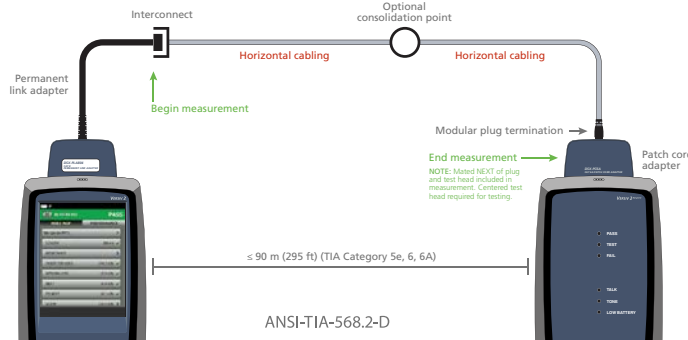 Optional
consolidation point
Interconnect
Horizontal cabling
Horizontal cabling
Permanent
link adapter
Begin measurement
Modular plug termination
End measurement
NOTE: Mated NEXT of plug
and test head included in
measurement. Centered test
head required for testing.
Patch cord
adapter
PASS
PASS
TEST
FAIL
TALK
TONE
LOW BATTERY
≤ 90 m (295 ft) (TIA Category 5e, 6, 6A)
ANSI-TIA-568.2-D